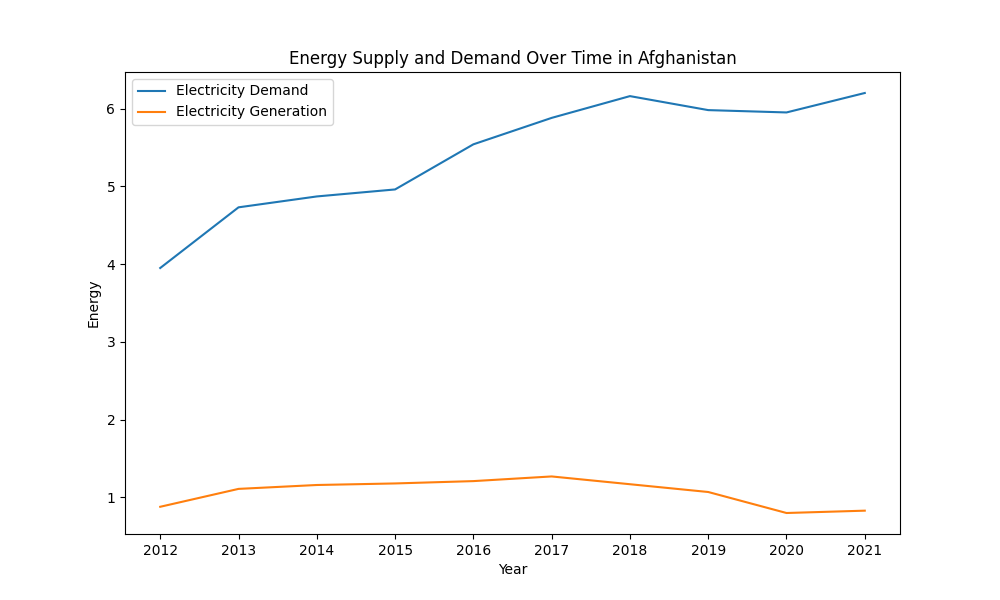 Energy Supply and Demand Over Time in Afghanistan
Electricity Demand
Electricity Generation
6
5
4
3
2
1
Energy
2012 2013 2014 2015 2016 2017 2018 2019 2020 2021
Year